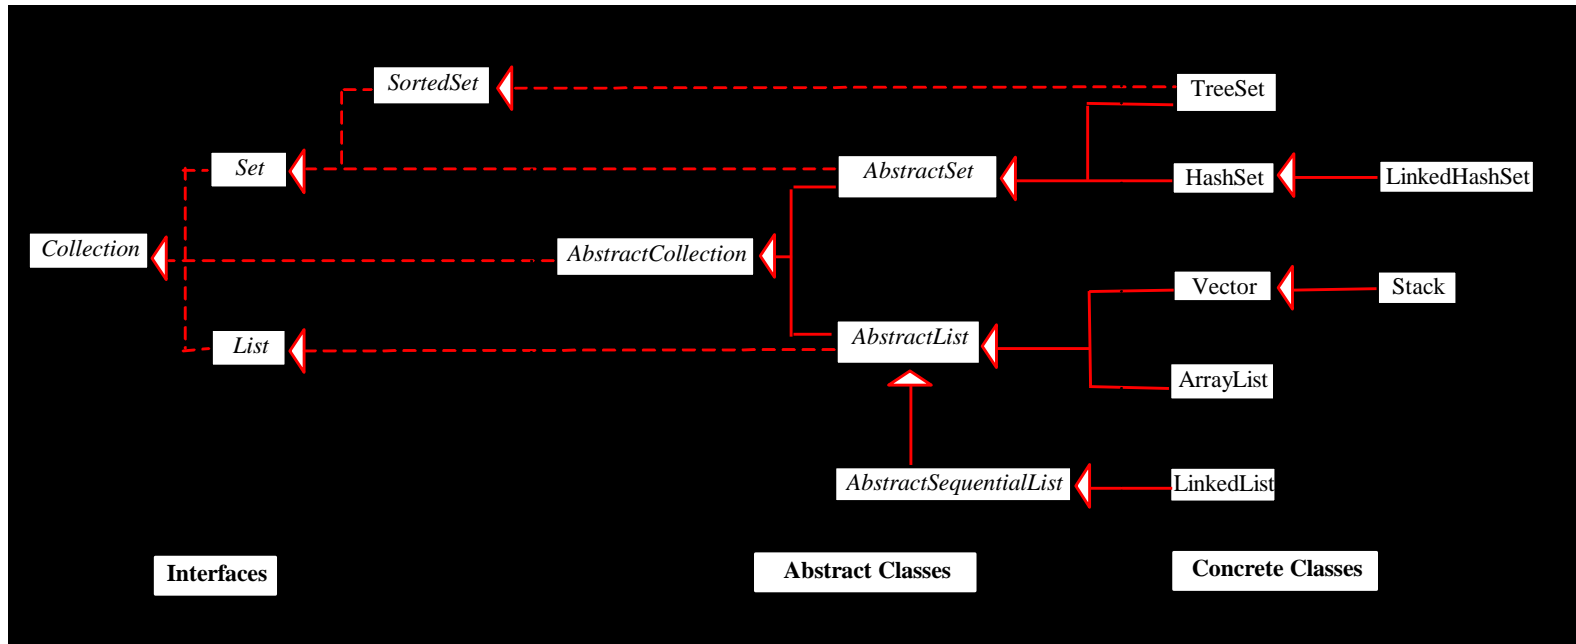 SortedSet
TreeSet
Set
AbstractSet
HashSet
LinkedHashSet
Collection
AbstractCollection
Vector
Stack
List
AbstractList
ArrayList
AbstractSequentialList
LinkedList
Interfaces
Abstract Classes
Concrete Classes